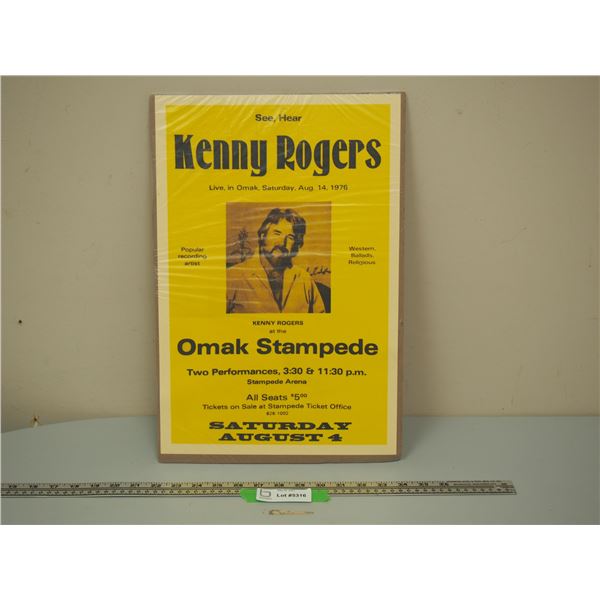 See, Hear
Kenny Rogers
Live, in Omak, Saturday, Aug. 14, 1976
Popular
recording
artist
Western,
Ballads,
Religious
KENNY ROGERS
at the
Omak Stampede
Two Performances, 3:30 & 11:30 p.m.
Stampede Arena
All Seats $5.00
Tickets on Sale at Stampede Ticket Office
826 1002
SATURDAY
AUGUST 4
Lot #5316